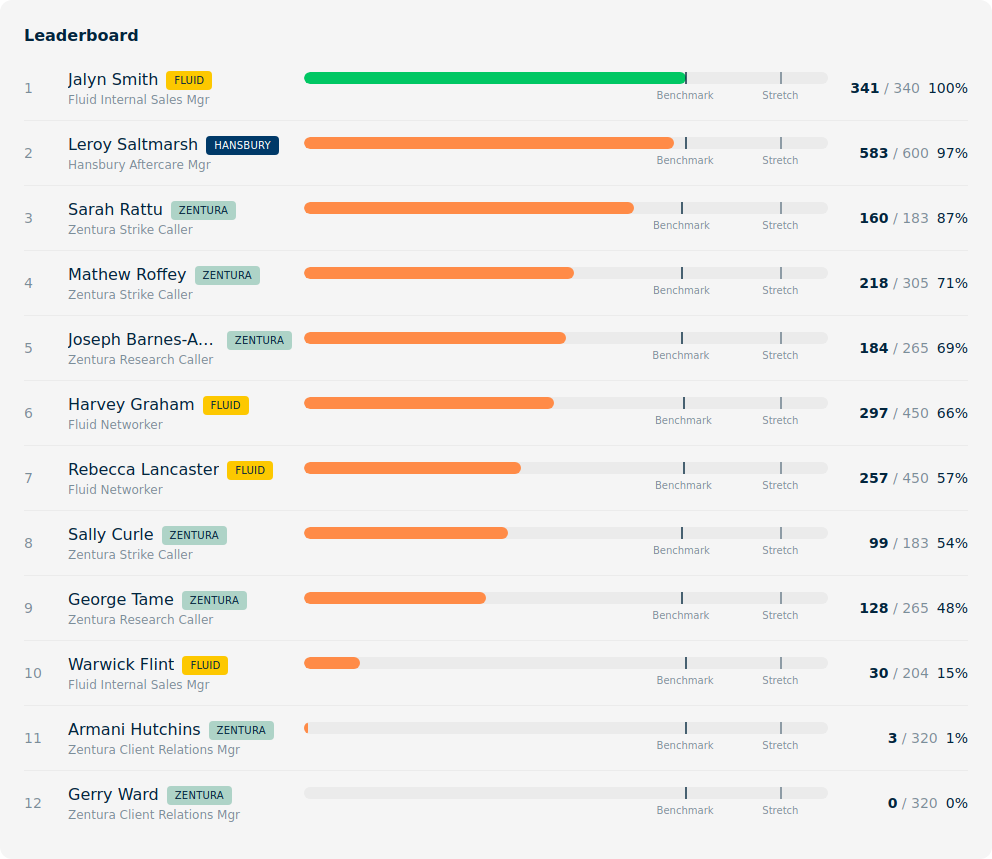 Leaderboard
1 Jalyn Smith FLUID
Fluid Internal Sales Mgr
Benchmark Stretch
341 / 340 100%
2 Leroy Saltmarsh HANSBURY
Hansbury Aftercare Mgr
Benchmark Stretch
583 / 600 97%
3 Sarah Rattu ZENTURA
Zentura Strike Caller
Benchmark Stretch
160 / 183 87%
4 Mathew Roffey ZENTURA
Zentura Strike Caller
Benchmark Stretch
218 / 305 71%
5 Joseph Barnes-A... ZENTURA
Zentura Research Caller
Benchmark Stretch
184 / 265 69%
6 Harvey Graham FLUID
Fluid Networker
Benchmark Stretch
297 / 450 66%
7 Rebecca Lancaster FLUID
Fluid Networker
Benchmark Stretch
257 / 450 57%
8 Sally Curle ZENTURA
Zentura Strike Caller
Benchmark Stretch
99 / 183 54%
9 George Tame ZENTURA
Zentura Research Caller
Benchmark Stretch
128 / 265 48%
10 Warwick Flint FLUID
Fluid Internal Sales Mgr
Benchmark Stretch
30 / 204 15%
11 Armani Hutchins ZENTURA
Zentura Client Relations Mgr
Benchmark Stretch
3 / 320 1%
12 Gerry Ward ZENTURA
Zentura Client Relations Mgr
Benchmark Stretch
0 / 320 0%